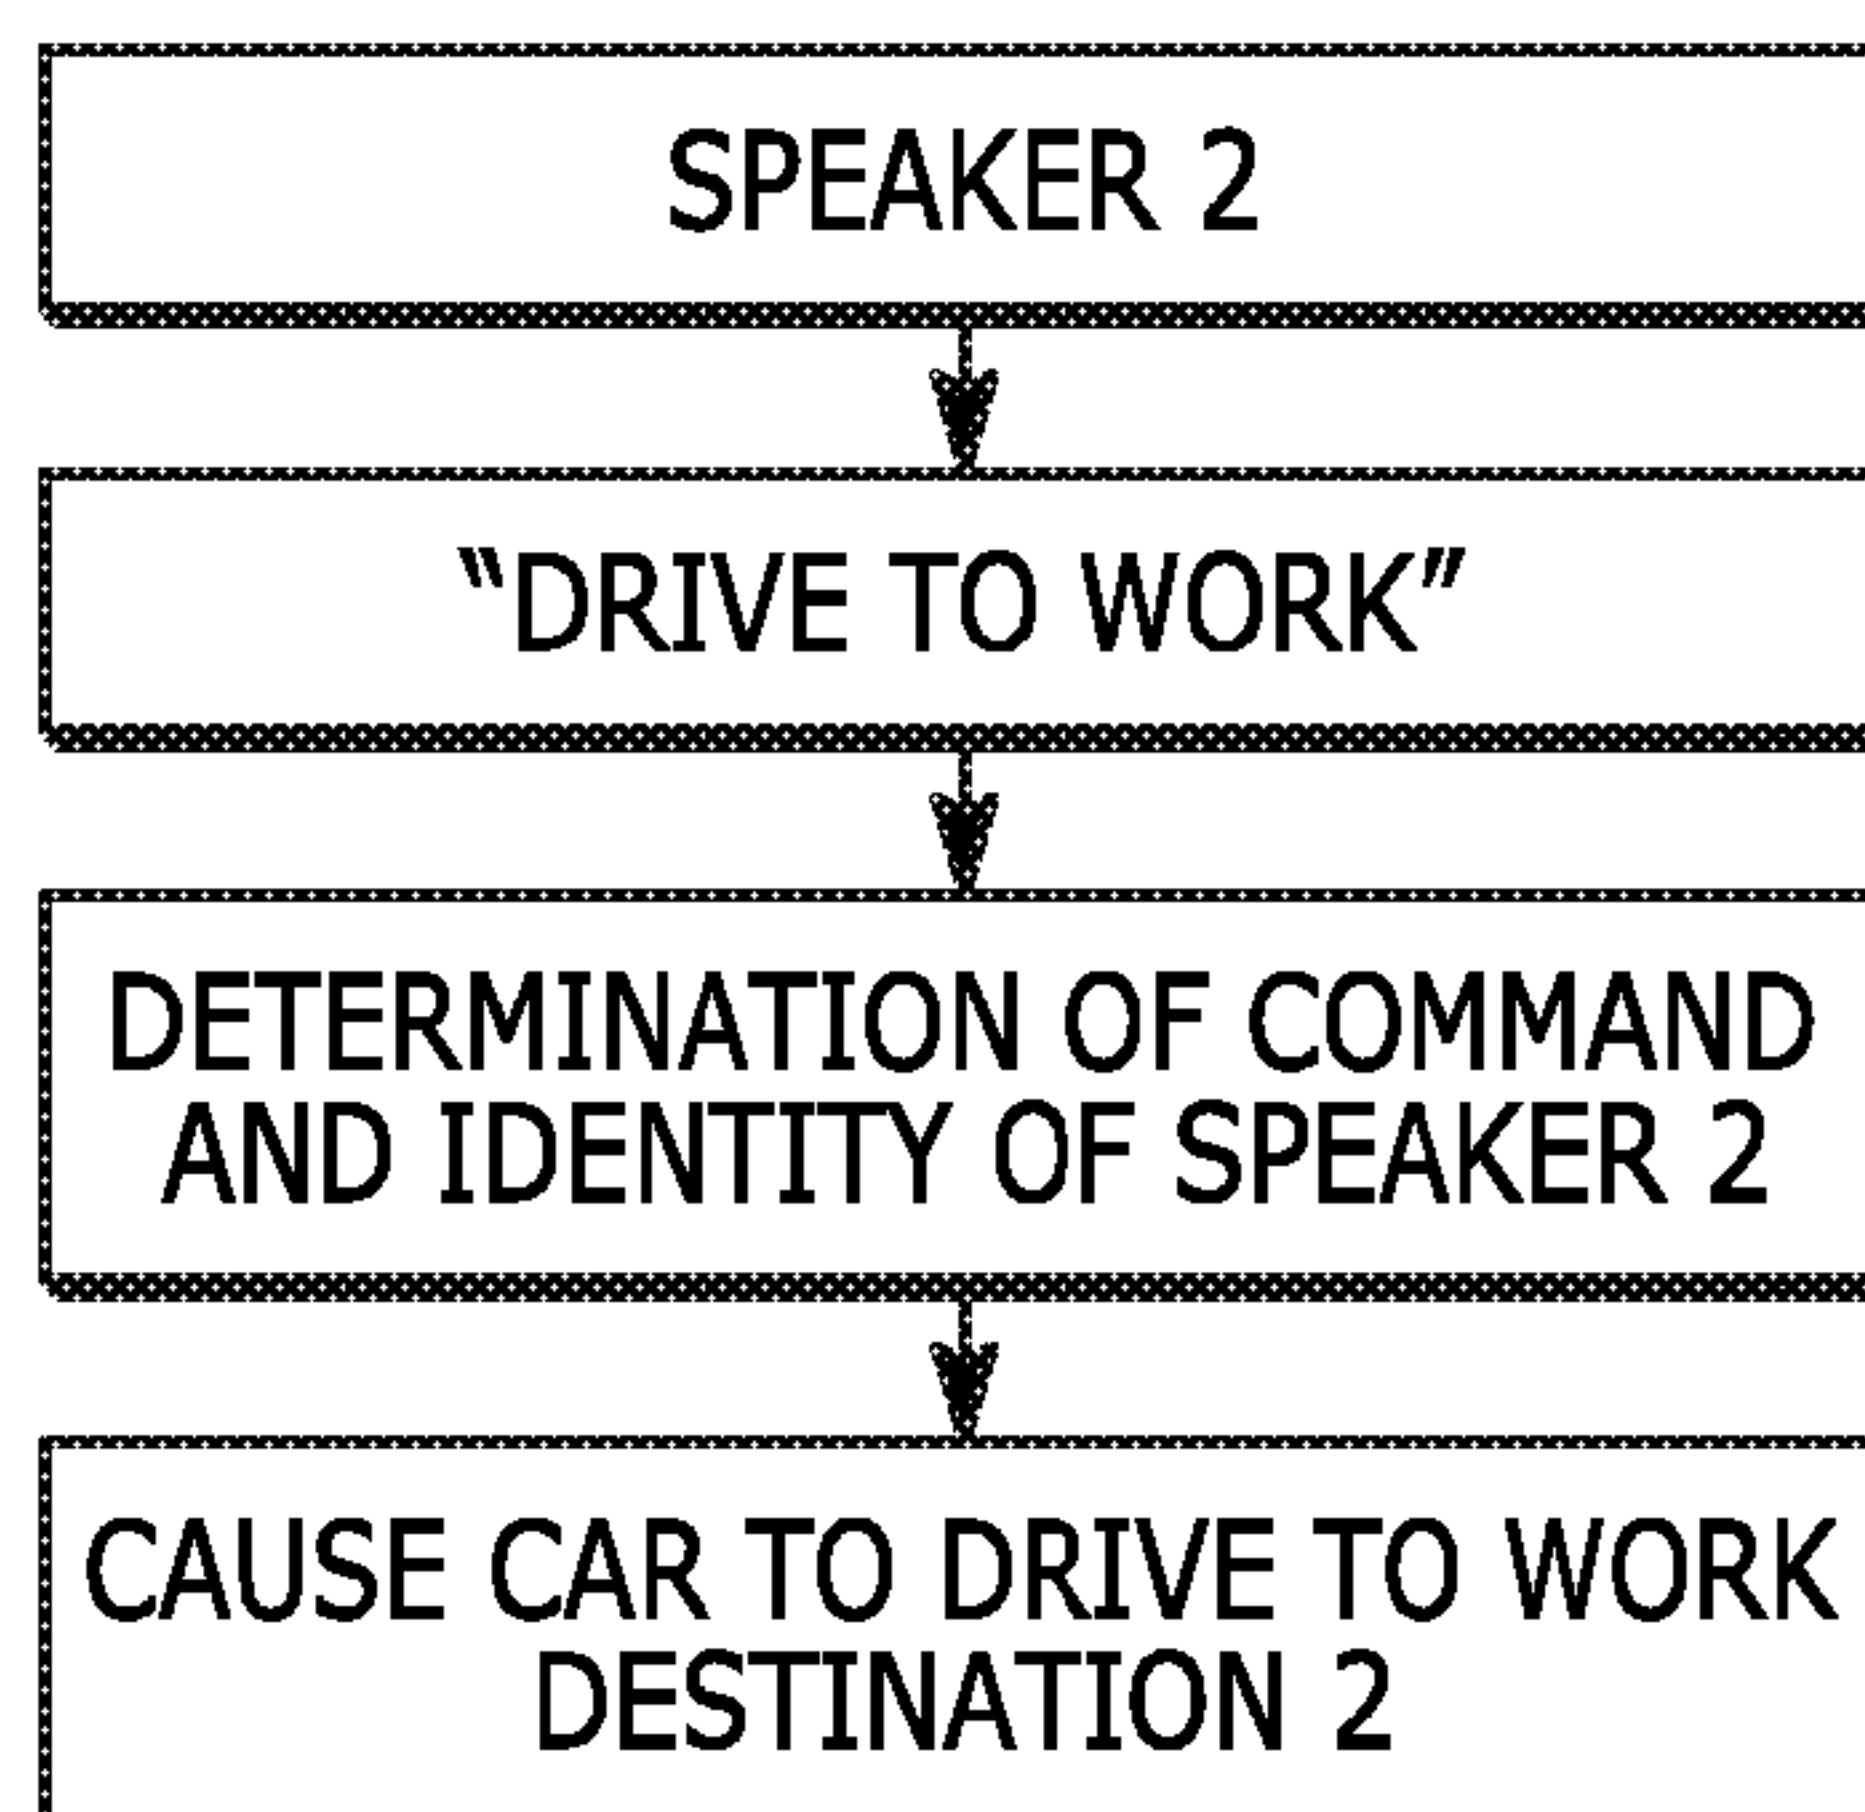 SPEAKER 2
“DRIVE TO WORK”
DETERMINATION OF COMMAND
AND IDENTITY OF SPEAKER 2
CAUSE CAR TO DRIVE TO WORK
DESTINATION 2